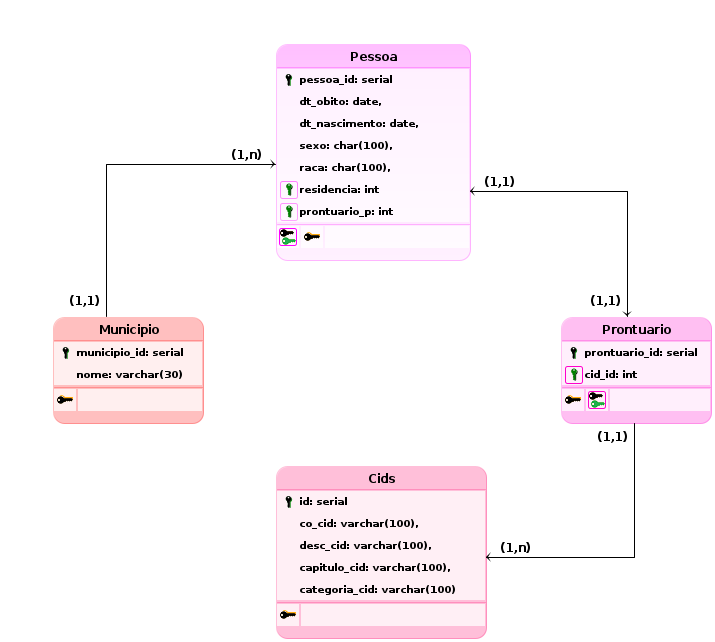 Pessoa
pessoa_id: serial
dt_obito: date,
dt_nascimento: date,
sexo: char(100),
raca: char(100),
residencia: int
prontuario_p: int
(1,n)
(1,1)
(1,1)
(1,1)
Municipio
municipio_id: serial
nome: varchar(30)
Prontuario
prontuario_id: serial
cid_id: int
(1,1)
(1,n)
Cids
id: serial
co_cid: varchar(100),
desc_cid: varchar(100),
capitulo_cid: varchar(100),
categoria_cid: varchar(100)